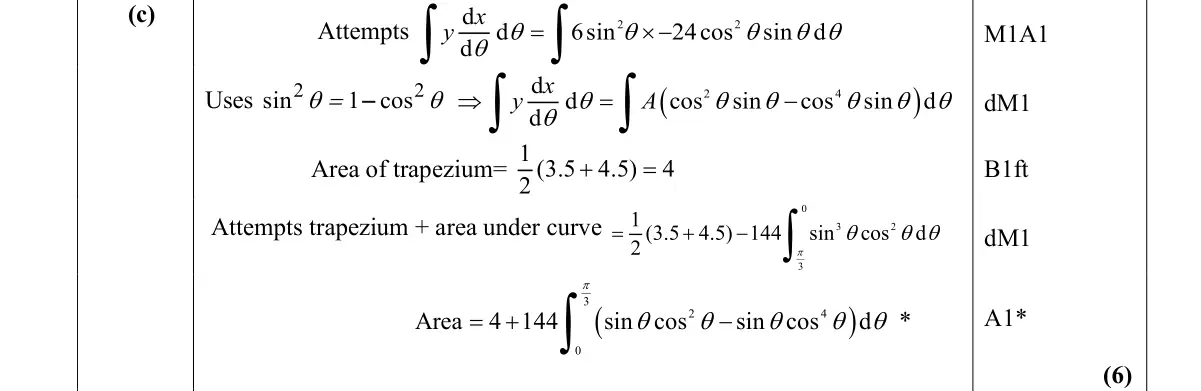 (c) Attempts ∫ y dx/dθ dθ = ∫ 6sin²θ × −24cos²θ sinθ dθ M1A1
Uses sin²θ = 1 − cos²θ ⇒ ∫ y dx/dθ dθ = ∫ A(cos²θ sinθ − cos⁴θ sinθ)dθ dM1
Area of trapezium= 1/2 (3.5 + 4.5) = 4 B1ft
Attempts trapezium + area under curve = 1/2 (3.5 + 4.5) − 144 ∫_{π/3}^{0} sin³θ cos²θ dθ dM1
Area = 4 + 144 ∫_{0}^{π/3} (sinθ cos²θ − sinθ cos⁴θ)dθ * A1*
(6)